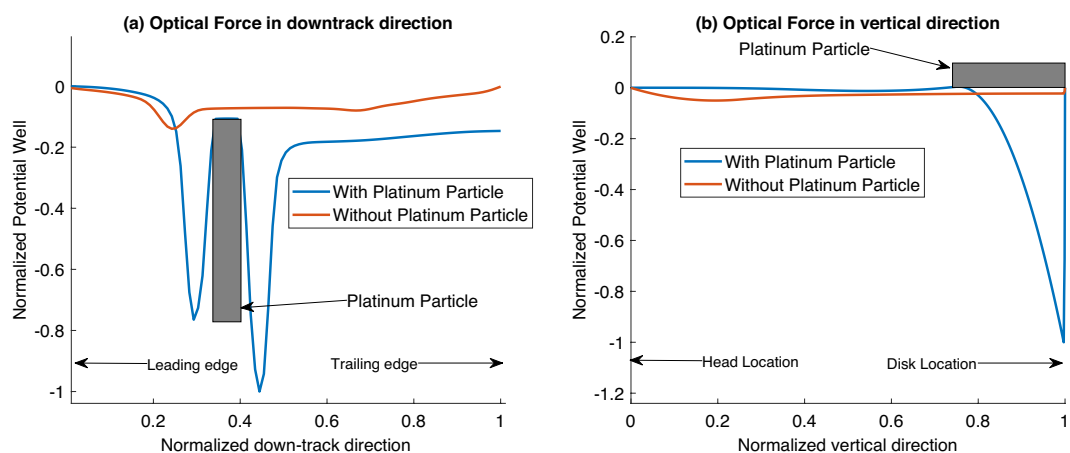 (a) Optical Force in downtrack direction
0
-0.2
-0.4
-0.6
-0.8
-1
Normalized Potential Well
With Platinum Particle
Without Platinum Particle
Platinum Particle
Leading edge
Trailing edge
0.2
0.4
0.6
0.8
1
Normalized down-track direction
(b) Optical Force in vertical direction
0.2
0
-0.2
-0.4
-0.6
-0.8
-1
-1.2
Normalized Potential Well
Platinum Particle
With Platinum Particle
Without Platinum Particle
Head Location
Disk Location
0
0.2
0.4
0.6
0.8
1
Normalized vertical direction